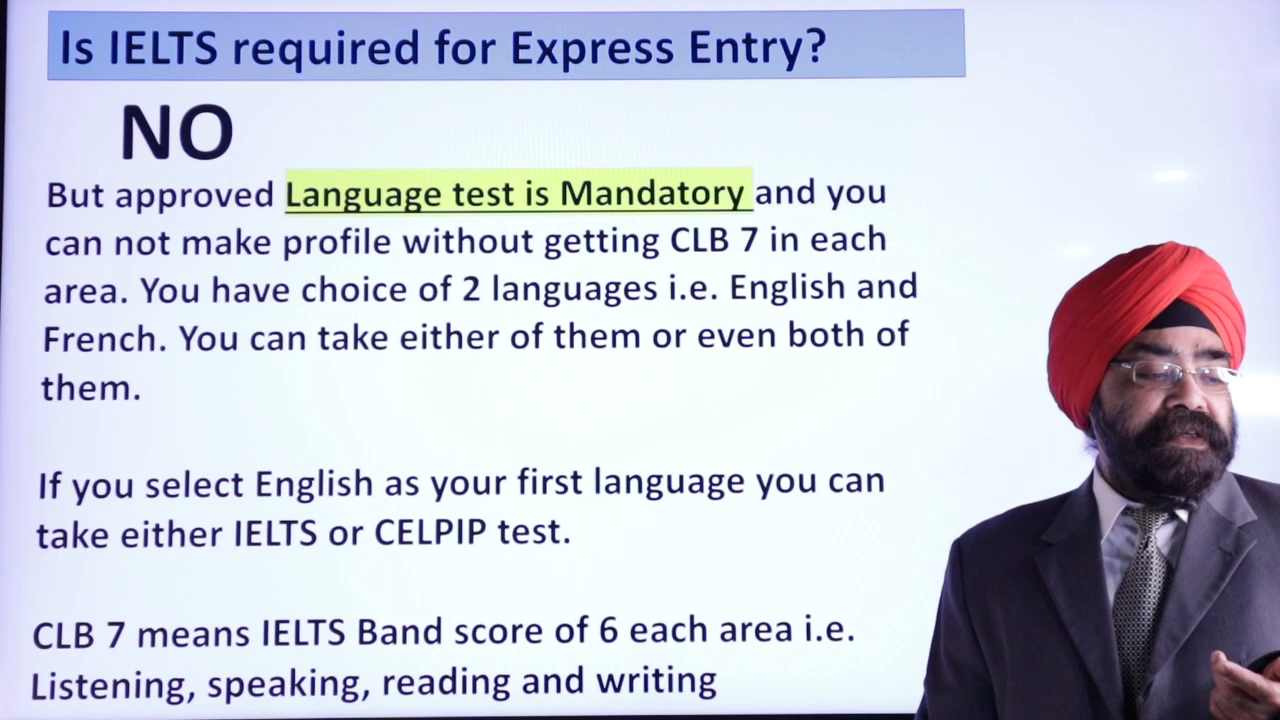 Is IELTS required for Express Entry?
NO
But approved Language test is Mandatory and you
can not make profile without getting CLB 7 in each
area. You have choice of 2 languages i.e. English and
French. You can take either of them or even both of
them.
If you select English as your first language you can
take either IELTS or CELPIP test.
CLB 7 means IELTS Band score of 6 each area i.e.
Listening, speaking, reading and writing